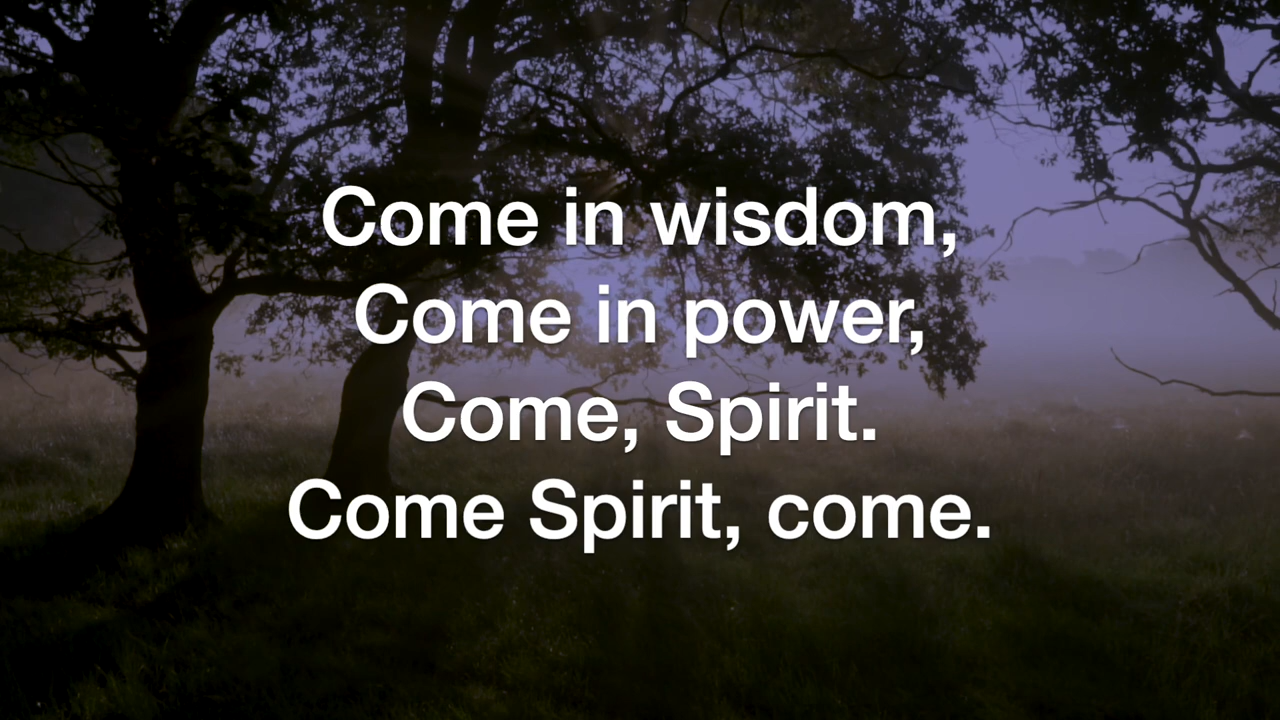 Come in wisdom,
Come in power,
Come, Spirit.
Come Spirit, come.